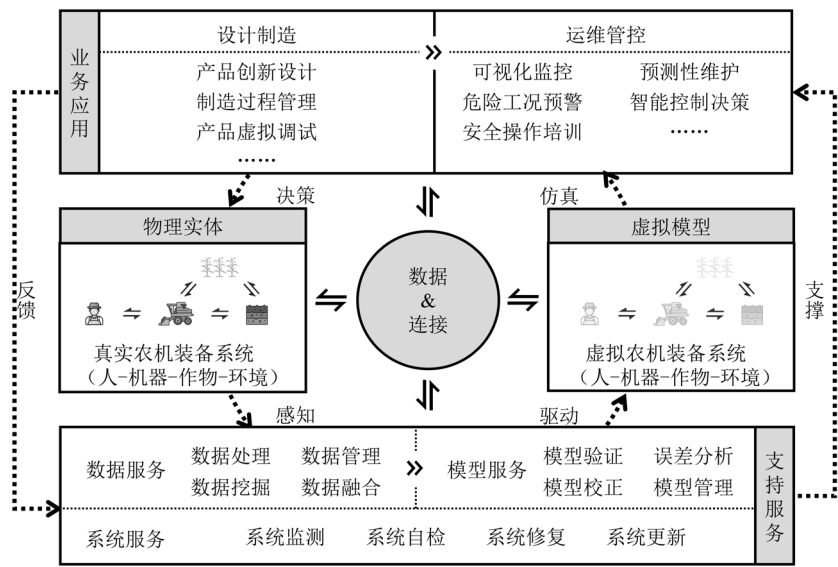 业务应用
设计制造
产品创新设计
制造过程管理
产品虚拟调试
……
»
运维管控
可视化监控 预测性维护
危险工况预警 智能控制决策
安全操作培训 ……
决策
仿真
物理实体
真实农机装备系统
（人-机器-作物-环境）
数据
&
连接
虚拟模型
虚拟农机装备系统
（人-机器-作物-环境）
反馈
支撑
感知
驱动
数据服务
数据处理 数据管理
数据挖掘 数据融合
»
模型服务
模型验证 误差分析
模型校正 模型管理
系统服务 系统监测 系统自检 系统修复 系统更新
支持服务